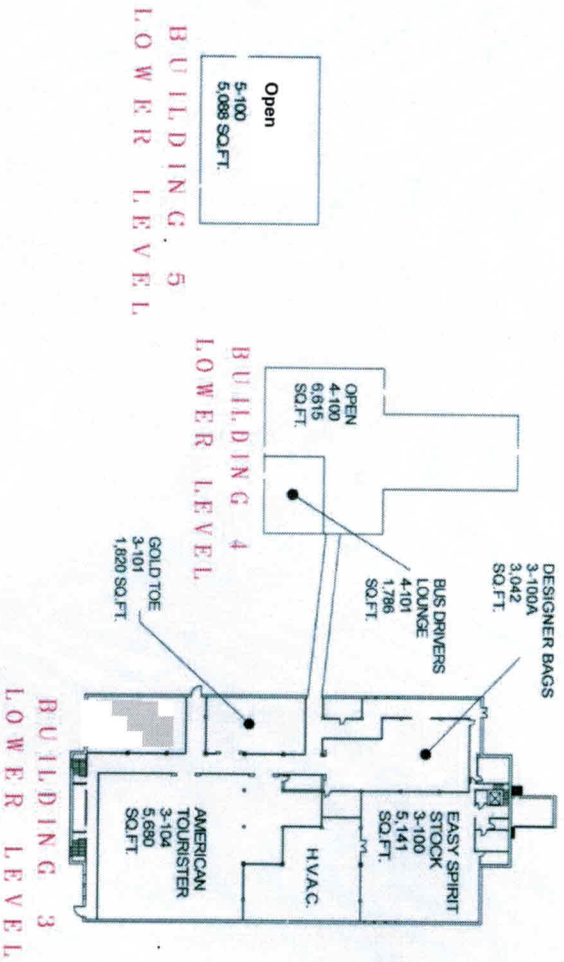 Open
5-100
5,088 SQ.FT.
BUILDING 5
LOWER LEVEL
OPEN
4-100
6,615
SQ.FT.
BUS DRIVERS
LOUNGE
4-101
1,786
SQ.FT.
BUILDING 4
LOWER LEVEL
DESIGNER BAGS
3-100A
3,042
SQ.FT.
GOLD TOE
3-101
1,820 SQ.FT.
EASY SPIRIT
STOCK
3-100
5,141
SQ.FT.
H.V.A.C.
AMERICAN
TOURISTER
3-104
5,680
SQ.FT.
BUILDING 3
LOWER LEVEL